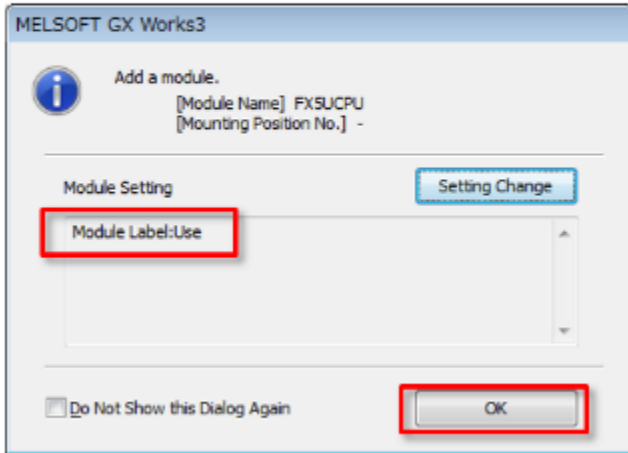 MELSOFT GX Works3
Add a module.
[Module Name] FX5UCPU
[Mounting Position No.] -
Module Setting
Setting Change
Module Label:Use
Do Not Show this Dialog Again
OK